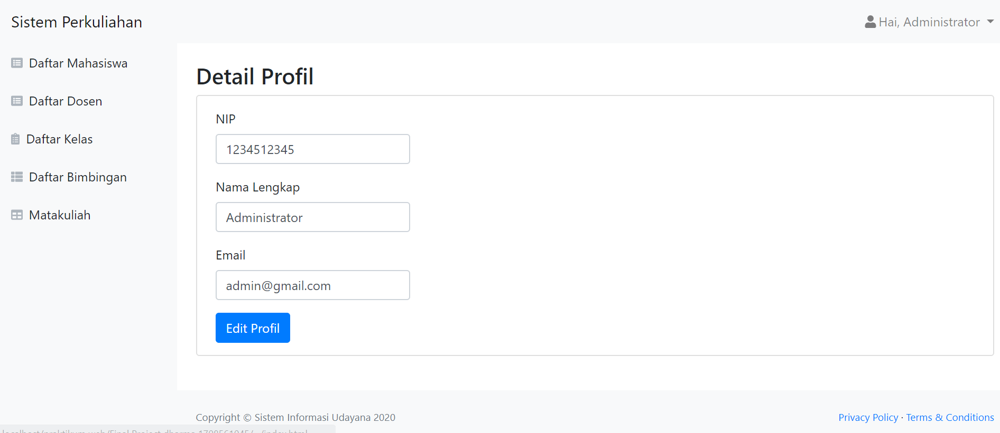 Sistem Perkuliahan
Hai, Administrator
Daftar Mahasiswa
Daftar Dosen
Daftar Kelas
Daftar Bimbingan
Matakuliah
Detail Profil
NIP
1234512345
Nama Lengkap
Administrator
Email
admin@gmail.com
Edit Profil
Copyright © Sistem Informasi Udayana 2020
Privacy Policy · Terms & Conditions